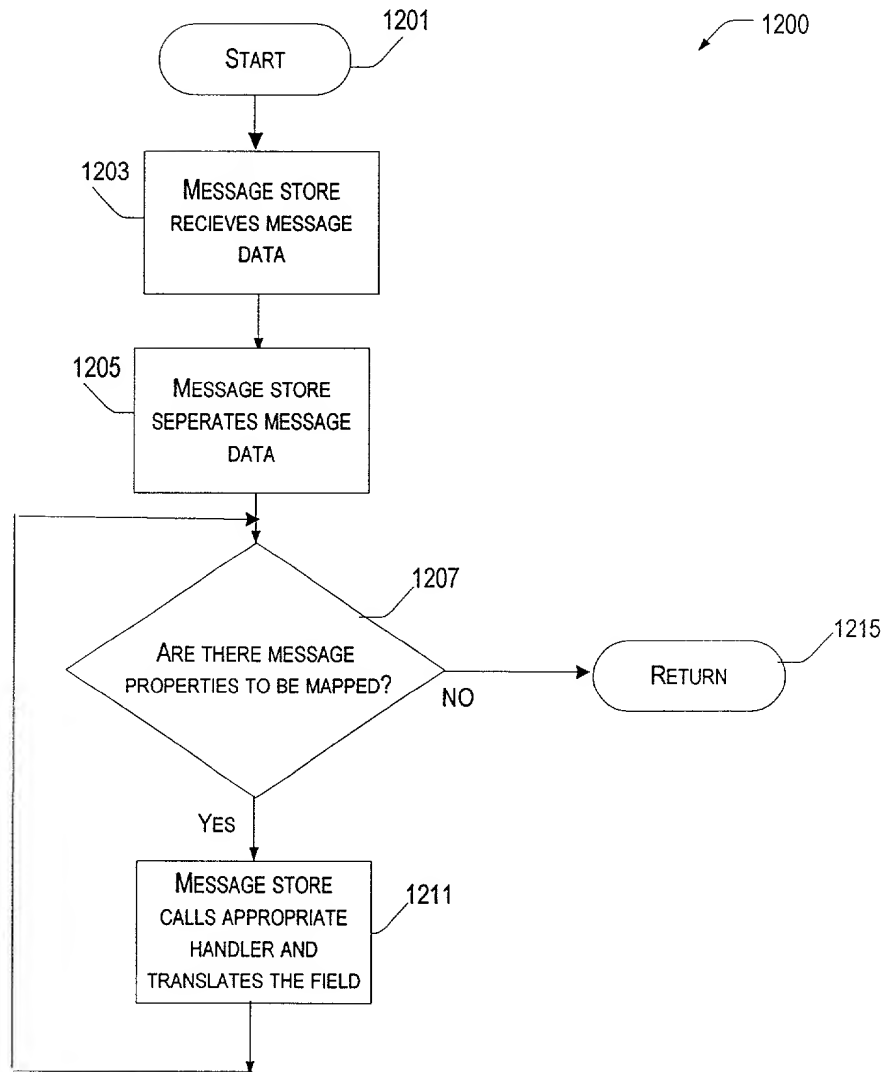 1200
1201
START
1203
MESSAGE STORE
RECIEVES MESSAGE
DATA
1205
MESSAGE STORE
SEPERATES MESSAGE
DATA
1207
ARE THERE MESSAGE
PROPERTIES TO BE MAPPED?
NO
1215
RETURN
YES
1211
MESSAGE STORE
CALLS APPROPRIATE
HANDLER AND
TRANSLATES THE FIELD